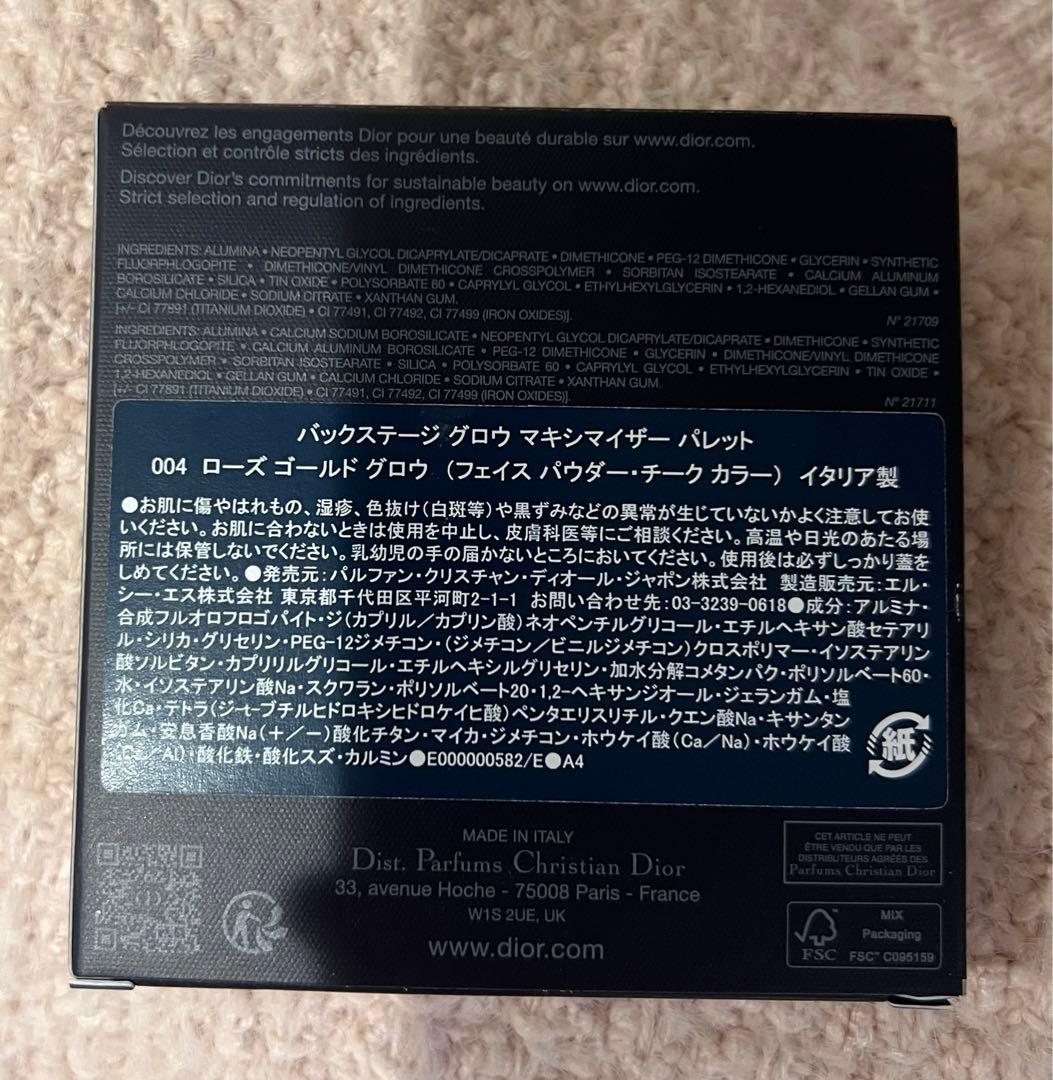 Découvrez les engagements Dior pour une beauté durable sur www.dior.com.
Sélection et contrôle stricts des ingrédients.
Discover Dior's commitments for sustainable beauty on www.dior.com.
Strict selection and regulation of ingredients.
INGREDIENTS: ALUMINA • NEOPENTYL GLYCOL DICAPRYLATE/DICAPRATE • DIMETHICONE • PEG-12 DIMETHICONE • GLYCERIN • SYNTHETIC
FLUORPHLOGOPITE • DIMETHICONE/VINYL DIMETHICONE CROSSPOLYMER • SORBITAN ISOSTEARATE • CALCIUM ALUMINUM
BOROSILICATE • SILICA • TIN OXIDE • POLYSORBATE 60 • CAPRYLYL GLYCOL • ETHYLHEXYLGLYCERIN • 1,2-HEXANEDIOL • GELLAN GUM •
CALCIUM CHLORIDE • SODIUM CITRATE • XANTHAN GUM.
[+/- CI 77891 (TITANIUM DIOXIDE) • CI 77491, CI 77492, CI 77499 (IRON OXIDES)].
N° 21709
INGREDIENTS: ALUMINA • CALCIUM SODIUM BOROSILICATE • NEOPENTYL GLYCOL DICAPRYLATE/DICAPRATE • DIMETHICONE • SYNTHETIC
FLUORPHLOGOPITE • CALCIUM ALUMINUM BOROSILICATE • PEG-12 DIMETHICONE • GLYCERIN • DIMETHICONE/VINYL DIMETHICONE
CROSSPOLYMER • SORBITAN ISOSTEARATE • SILICA • POLYSORBATE 60 • CAPRYLYL GLYCOL • ETHYLHEXYLGLYCERIN • TIN OXIDE •
1,2-HEXANEDIOL • GELLAN GUM • CALCIUM CHLORIDE • SODIUM CITRATE • XANTHAN GUM.
[+/- CI 77891 (TITANIUM DIOXIDE) • CI 77491, CI 77492, CI 77499 (IRON OXIDES)].
N° 21711
バックステージ グロウ マキシマイザー パレット
004 ローズ ゴールド グロウ (フェイス パウダー・チーク カラー) イタリア製
●お肌に傷やはれもの、湿疹、色抜け(白斑等)や黒ずみなどの異常が生じていないかよく注意してお使
いください。お肌に合わないときは使用を中止し、皮膚科医等にご相談ください。高温や日光のあたる場
所には保管しないでください。乳幼児の手の届かないところにおいてください。使用後は必ずしっかり蓋を
しめてください。●発売元:パルファン・クリスチャン・ディオール・ジャポン株式会社 製造販売元:エル・
シー・エス株式会社 東京都千代田区平河町2-1-1 お問い合わせ先:03-3239-0618●成分:アルミナ・
合成フルオロフロゴパイト・ジ(カプリル/カプリン酸)ネオペンチルグリコール・エチルヘキサン酸セテアリ
ル・シリカ・グリセリン・PEG-12ジメチコン・(ジメチコン/ビニルジメチコン)クロスポリマー・イソステアリン
酸ソルビタン・カプリリルグリコール・エチルヘキシルグリセリン・加水分解コメタンパク・ポリソルベート60・
水・イソステアリン酸Na・スクワラン・ポリソルベート20・1,2-ヘキサンジオール・ジェランガム・塩
化Ca・テトラ(ジ-t-ブチルヒドロキシヒドロケイヒ酸)ペンタエリスリチル・クエン酸Na・キサンタン
ガム・安息香酸Na(+/-)酸化チタン・マイカ・ジメチコン・ホウケイ酸(Ca/Na)・ホウケイ酸
(Ca/Al)・酸化鉄・酸化スズ・カルミン●E000000582/E●A4
紙
MADE IN ITALY
Dist. Parfums Christian Dior
33, avenue Hoche - 75008 Paris - France
W1S 2UE, UK
www.dior.com
CET ARTICLE NE PEUT
ÊTRE VENDU QUE PAR LES
DISTRIBUTEURS AGRÉÉS DES
Parfums Christian Dior
FSC
MIX
Packaging
FSC™ C095159